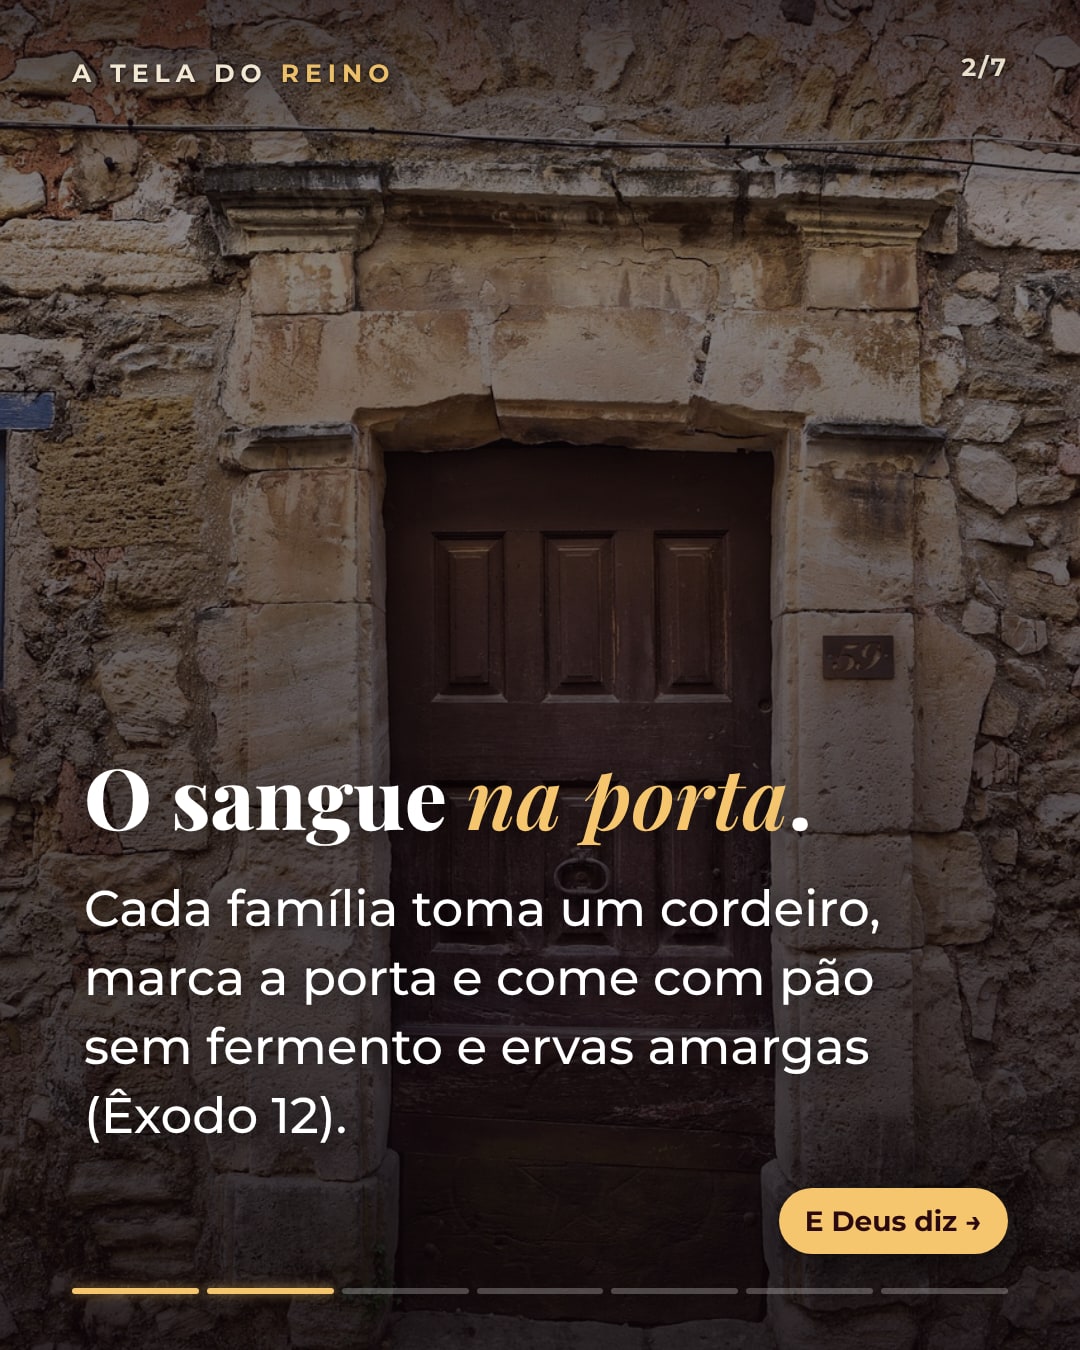 A TELA DO REINO
2/7
59
O sangue na porta.
Cada família toma um cordeiro,
marca a porta e come com pão
sem fermento e ervas amargas
(Êxodo 12).
E Deus diz →